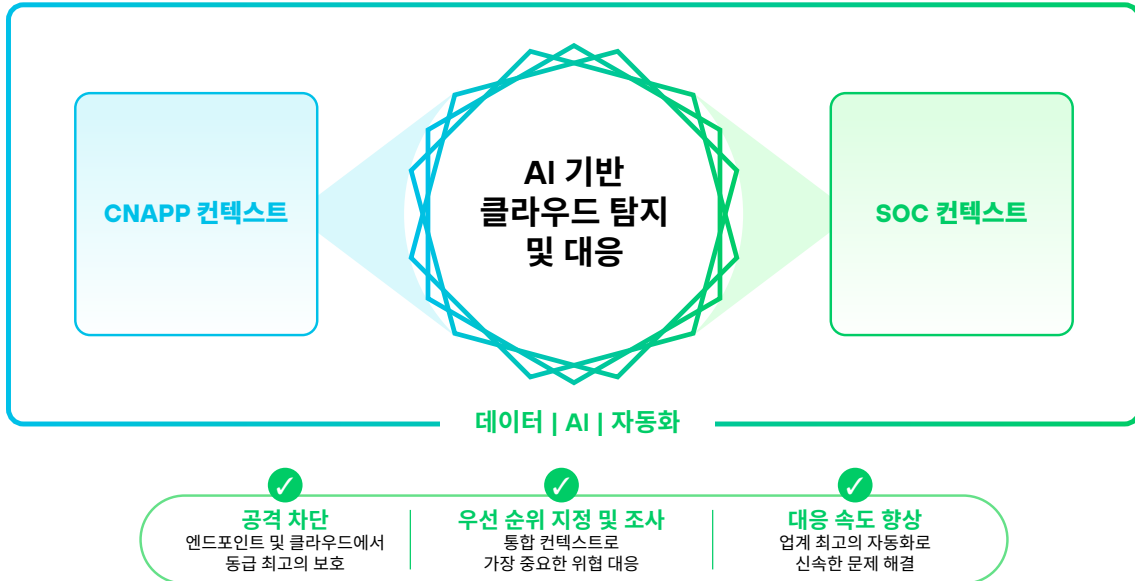 CNAPP 컨텍스트
AI 기반
클라우드 탐지
및 대응
SOC 컨텍스트
데이터 | AI | 자동화
공격 차단
엔드포인트 및 클라우드에서
동급 최고의 보호
우선 순위 지정 및 조사
통합 컨텍스트로
가장 중요한 위협 대응
대응 속도 향상
업계 최고의 자동화로
신속한 문제 해결